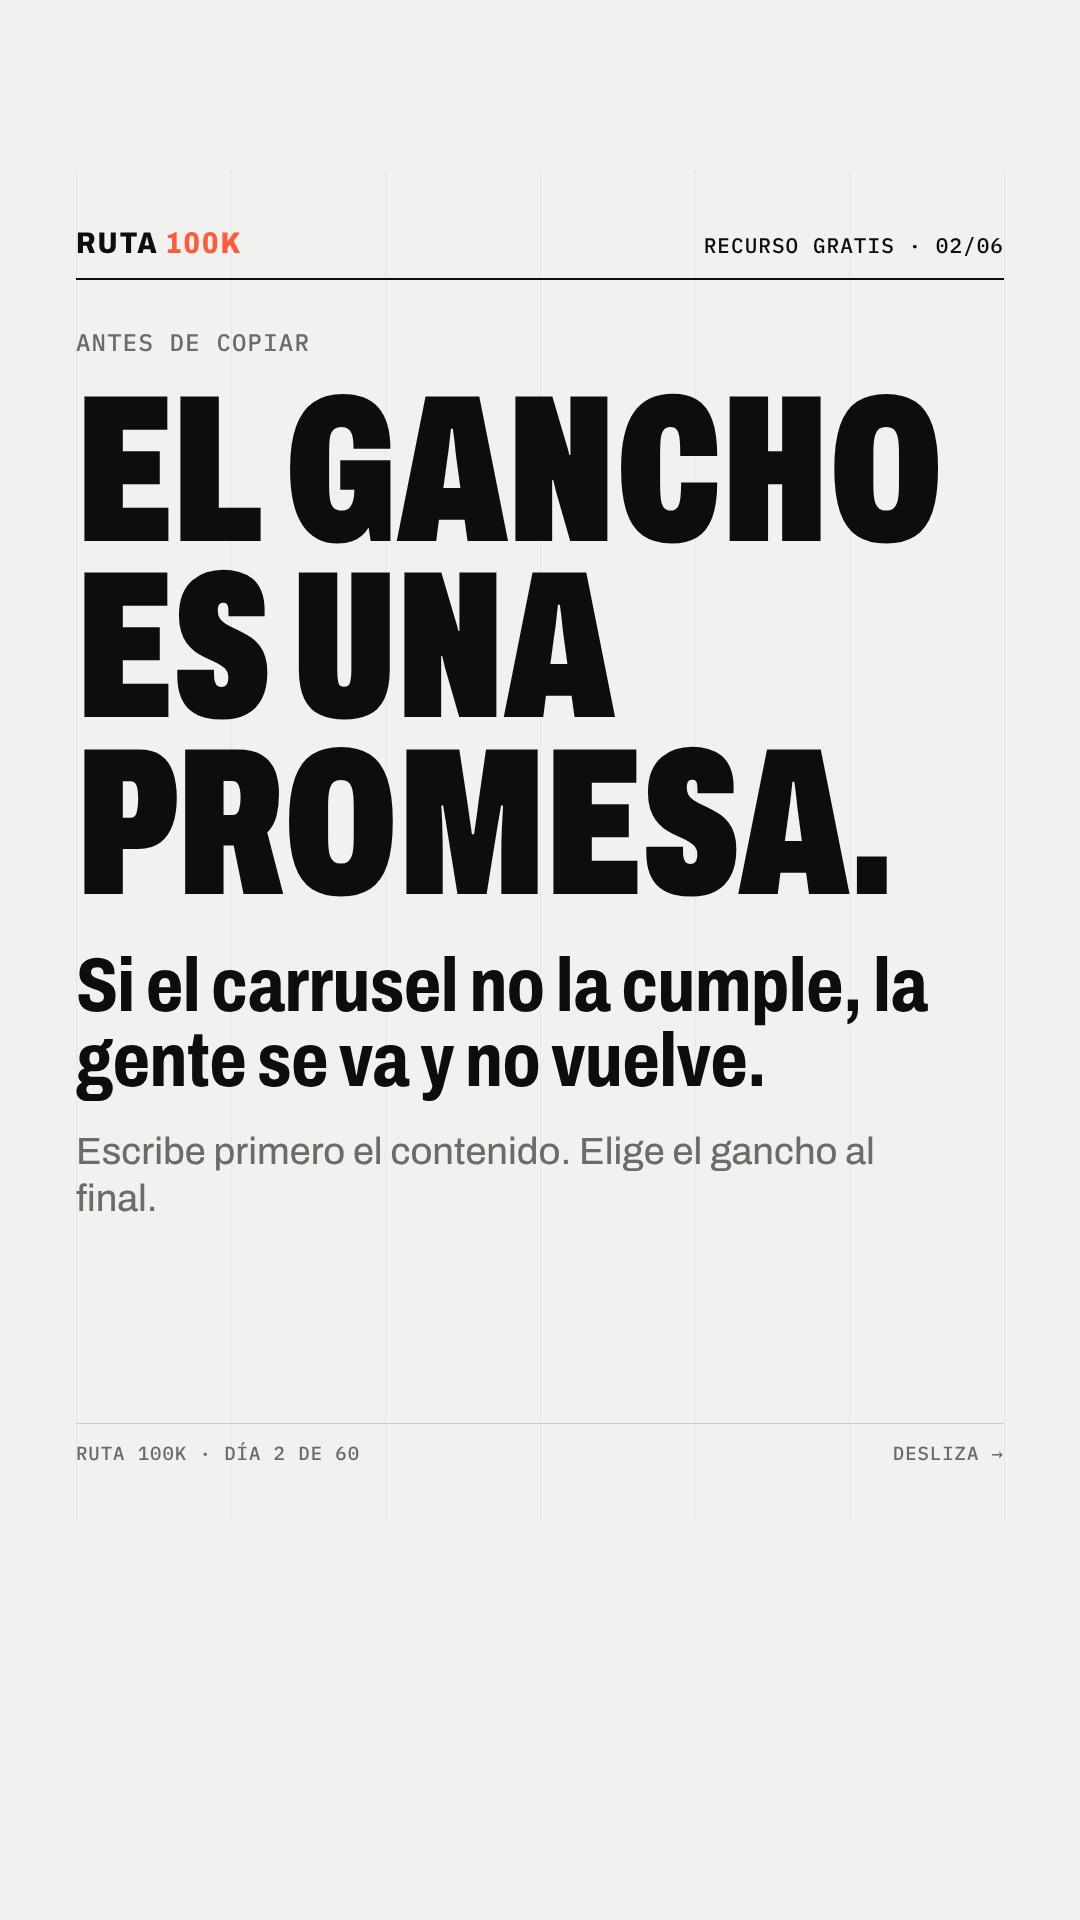 RUTA 100K
RECURSO GRATIS · 02/06
ANTES DE COPIAR
EL GANCHO
ES UNA
PROMESA.
Si el carrusel no la cumple, la
gente se va y no vuelve.
Escribe primero el contenido. Elige el gancho al
final.
RUTA 100K · DÍA 2 DE 60
DESLIZA →